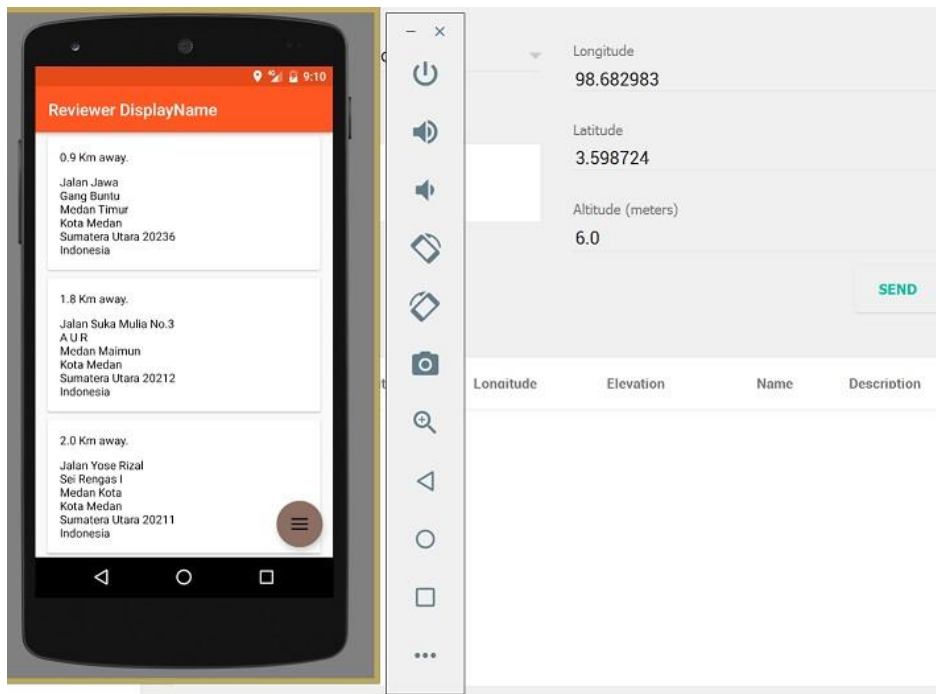 9:10
Reviewer DisplayName
0.9 Km away.
Jalan Jawa
Gang Buntu
Medan Timur
Kota Medan
Sumatera Utara 20236
Indonesia
1.8 Km away.
Jalan Suka Mulia No.3
A U R
Medan Maimun
Kota Medan
Sumatera Utara 20212
Indonesia
2.0 Km away.
Jalan Yose Rizal
Sei Rengas I
Medan Kota
Kota Medan
Sumatera Utara 20211
Indonesia
Longitude
98.682983
Latitude
3.598724
Altitude (meters)
6.0
SEND
Longitude Elevation Name Description